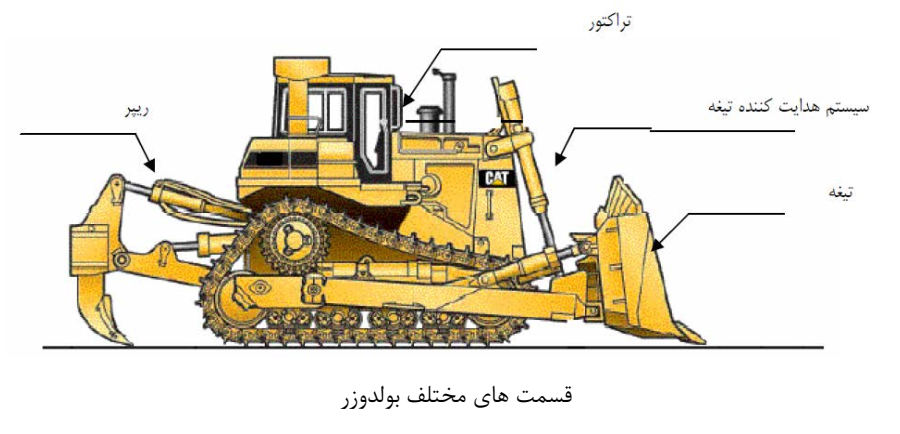 تراکتور
سیستم هدایت کننده تیغه
ریپر
CAT
تیغه
قسمت های مختلف بولدوزر